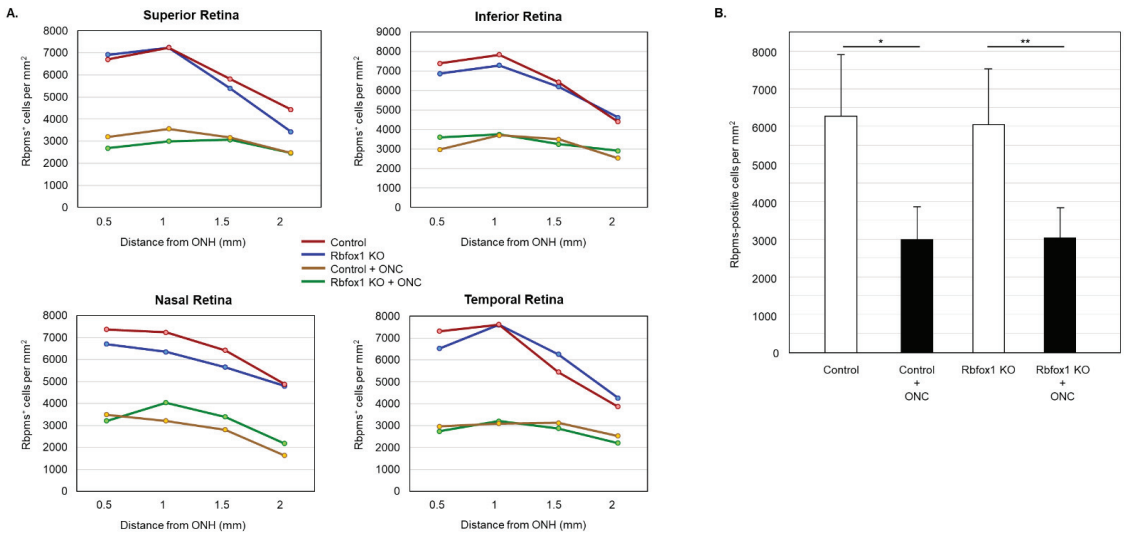 A.
Superior Retina
Rbpms⁺ cells per mm²
8000
7000
6000
5000
4000
3000
2000
1000
0
0.5 1 1.5 2
Distance from ONH (mm)
Inferior Retina
Rbpms⁺ cells per mm²
9000
8000
7000
6000
5000
4000
3000
2000
1000
0
0.5 1 1.5 2
Distance from ONH (mm)
Control
Rbfox1 KO
Control + ONC
Rbfox1 KO + ONC
Nasal Retina
Rbpms⁺ cells per mm²
8000
7000
6000
5000
4000
3000
2000
1000
0
0.5 1 1.5 2
Distance from ONH (mm)
Temporal Retina
Rbpms⁺ cells per mm²
8000
7000
6000
5000
4000
3000
2000
1000
0
0.5 1 1.5 2
Distance from ONH (mm)
B.
Rbpms-positive cells per mm²
8000
6000
5000
4000
3000
2000
1000
0
* **
Control
Control
+
ONC
Rbfox1 KO
Rbfox1 KO
+
ONC